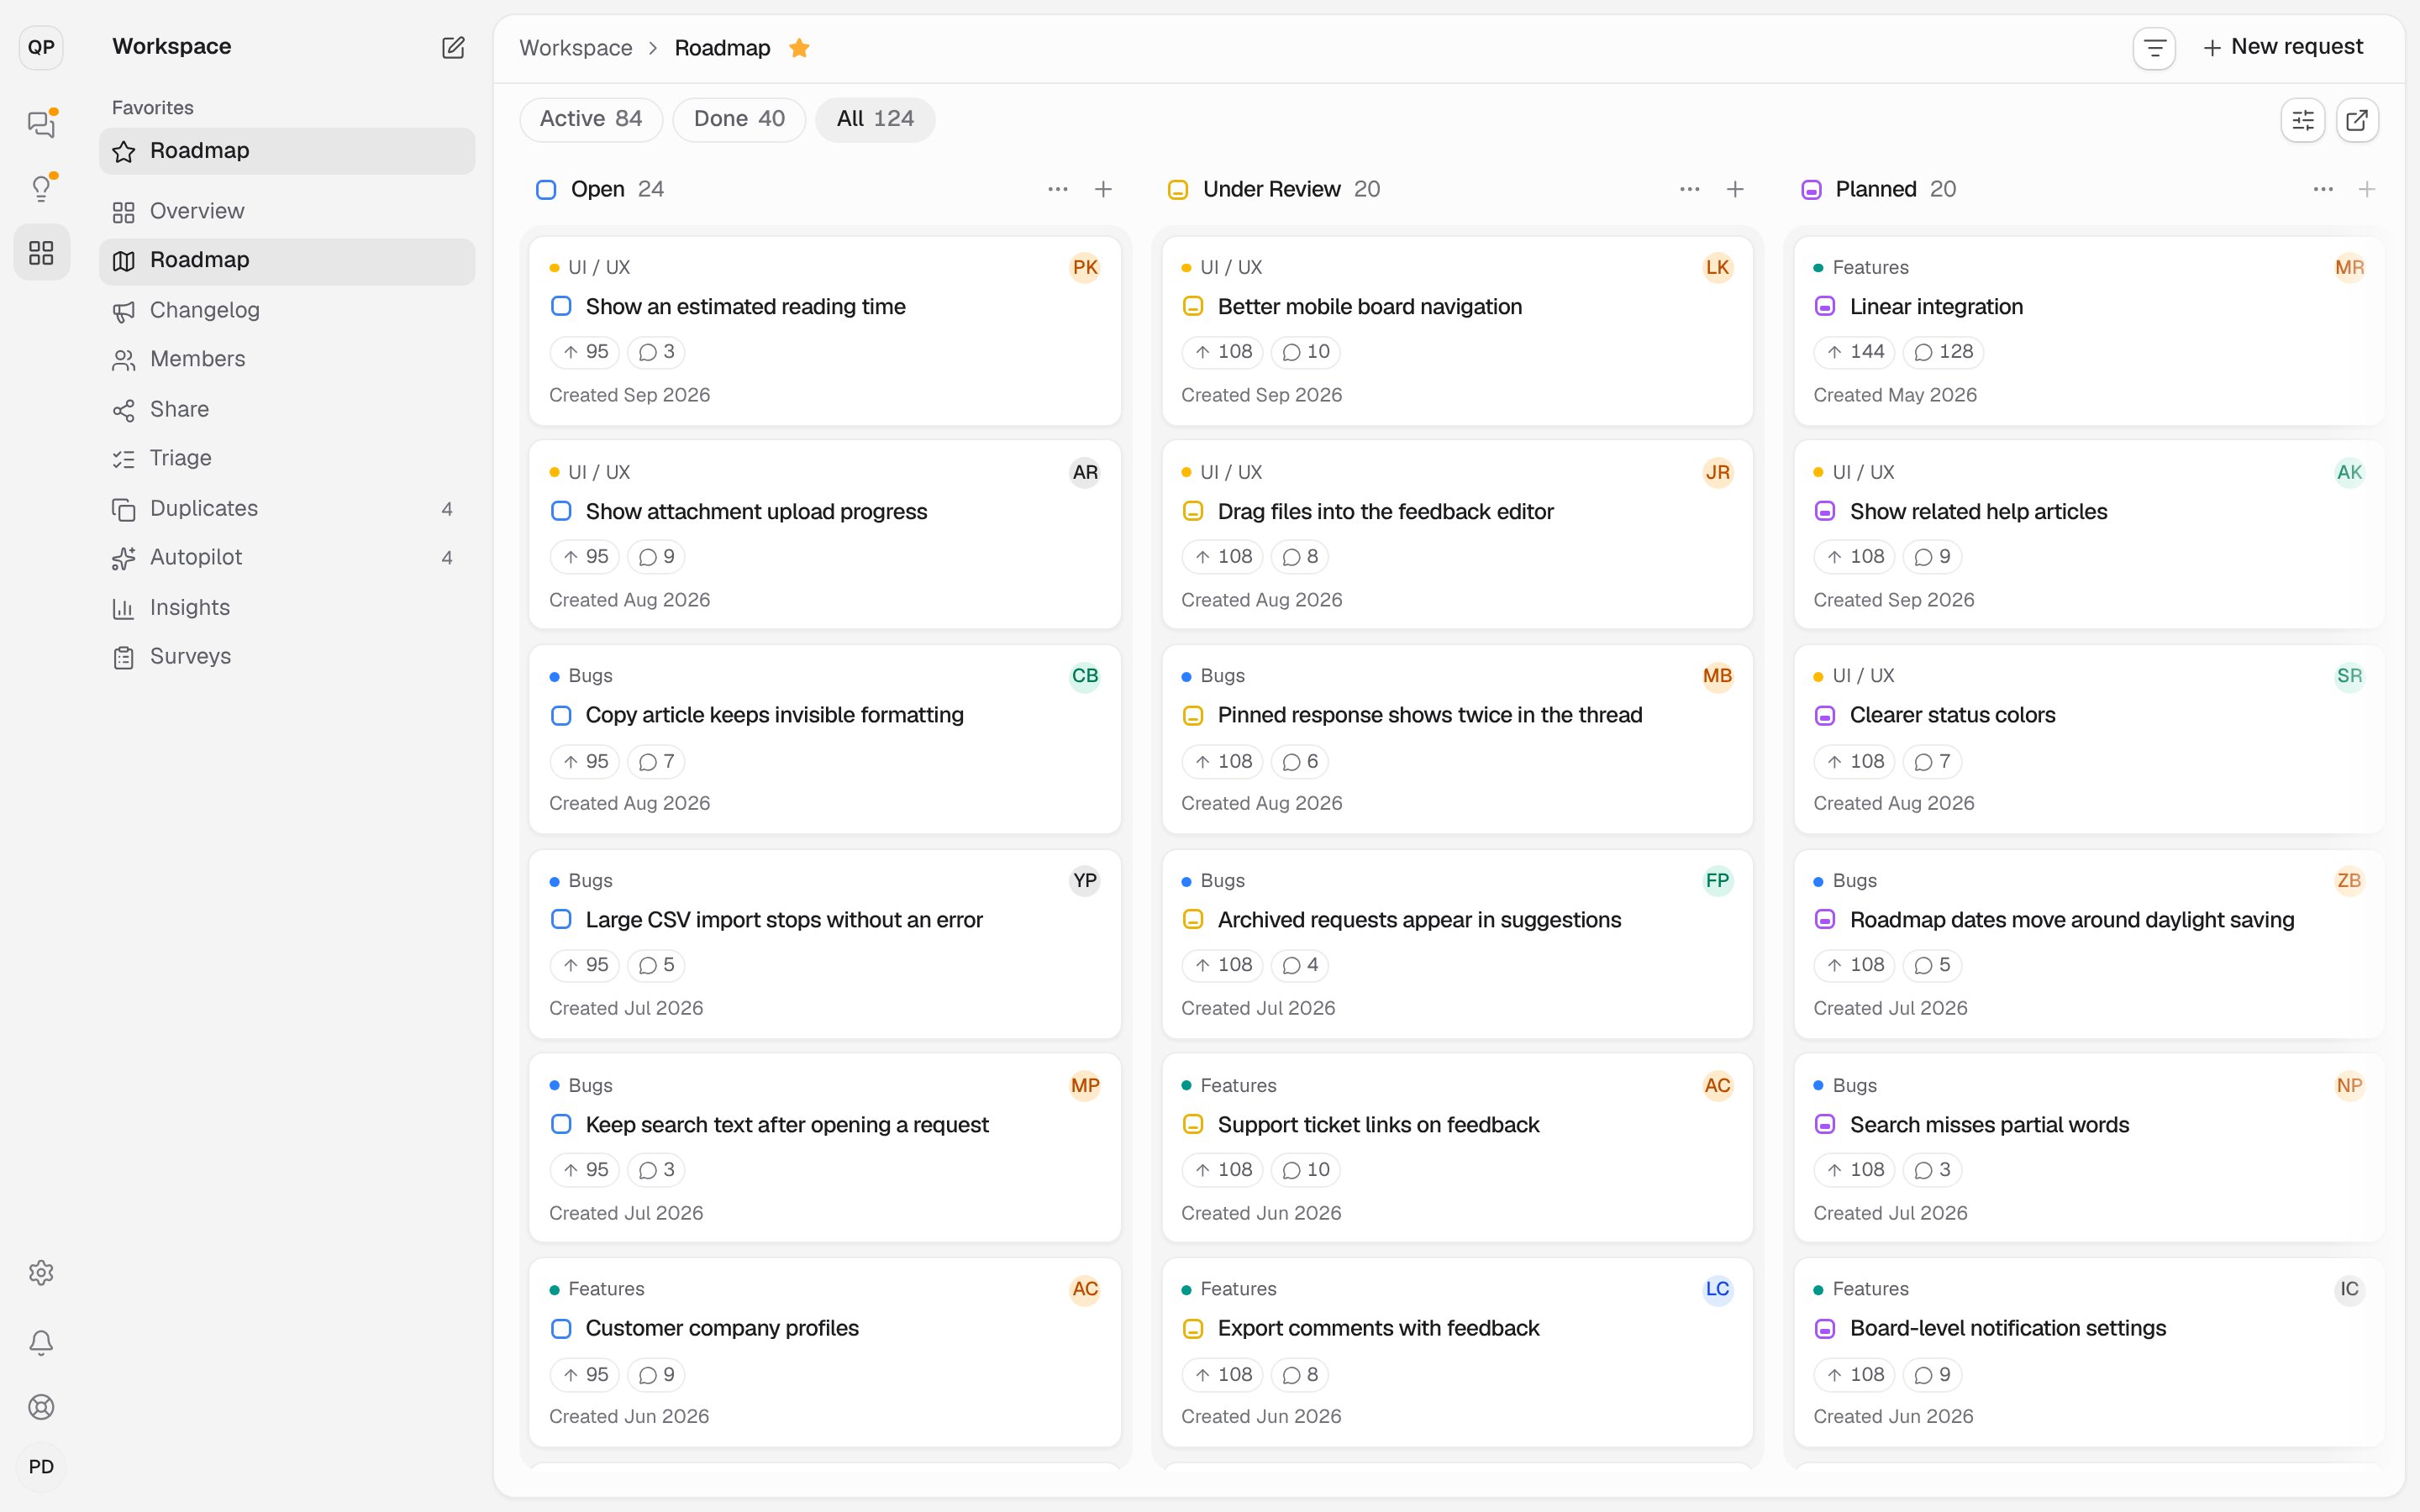 QP
Workspace
Favorites
Roadmap
Overview
Roadmap
Changelog
Members
Share
Triage
Duplicates 4
Autopilot 4
Insights
Surveys
PD
Workspace > Roadmap
New request
Active 84
Done 40
All 124
Open 24
UI / UX PK
Show an estimated reading time
95 3
Created Sep 2026
UI / UX AR
Show attachment upload progress
95 9
Created Aug 2026
Bugs CB
Copy article keeps invisible formatting
95 7
Created Aug 2026
Bugs YP
Large CSV import stops without an error
95 5
Created Jul 2026
Bugs MP
Keep search text after opening a request
95 3
Created Jul 2026
Features AC
Customer company profiles
95 9
Created Jun 2026
Under Review 20
UI / UX LK
Better mobile board navigation
108 10
Created Sep 2026
UI / UX JR
Drag files into the feedback editor
108 8
Created Aug 2026
Bugs MB
Pinned response shows twice in the thread
108 6
Created Aug 2026
Bugs FP
Archived requests appear in suggestions
108 4
Created Jul 2026
Features AC
Support ticket links on feedback
108 10
Created Jun 2026
Features LC
Export comments with feedback
108 8
Created Jun 2026
Planned 20
Features MR
Linear integration
144 128
Created May 2026
UI / UX AK
Show related help articles
108 9
Created Sep 2026
UI / UX SR
Clearer status colors
108 7
Created Aug 2026
Bugs ZB
Roadmap dates move around daylight saving
108 5
Created Jul 2026
Bugs NP
Search misses partial words
108 3
Created Jul 2026
Features IC
Board-level notification settings
108 9
Created Jun 2026